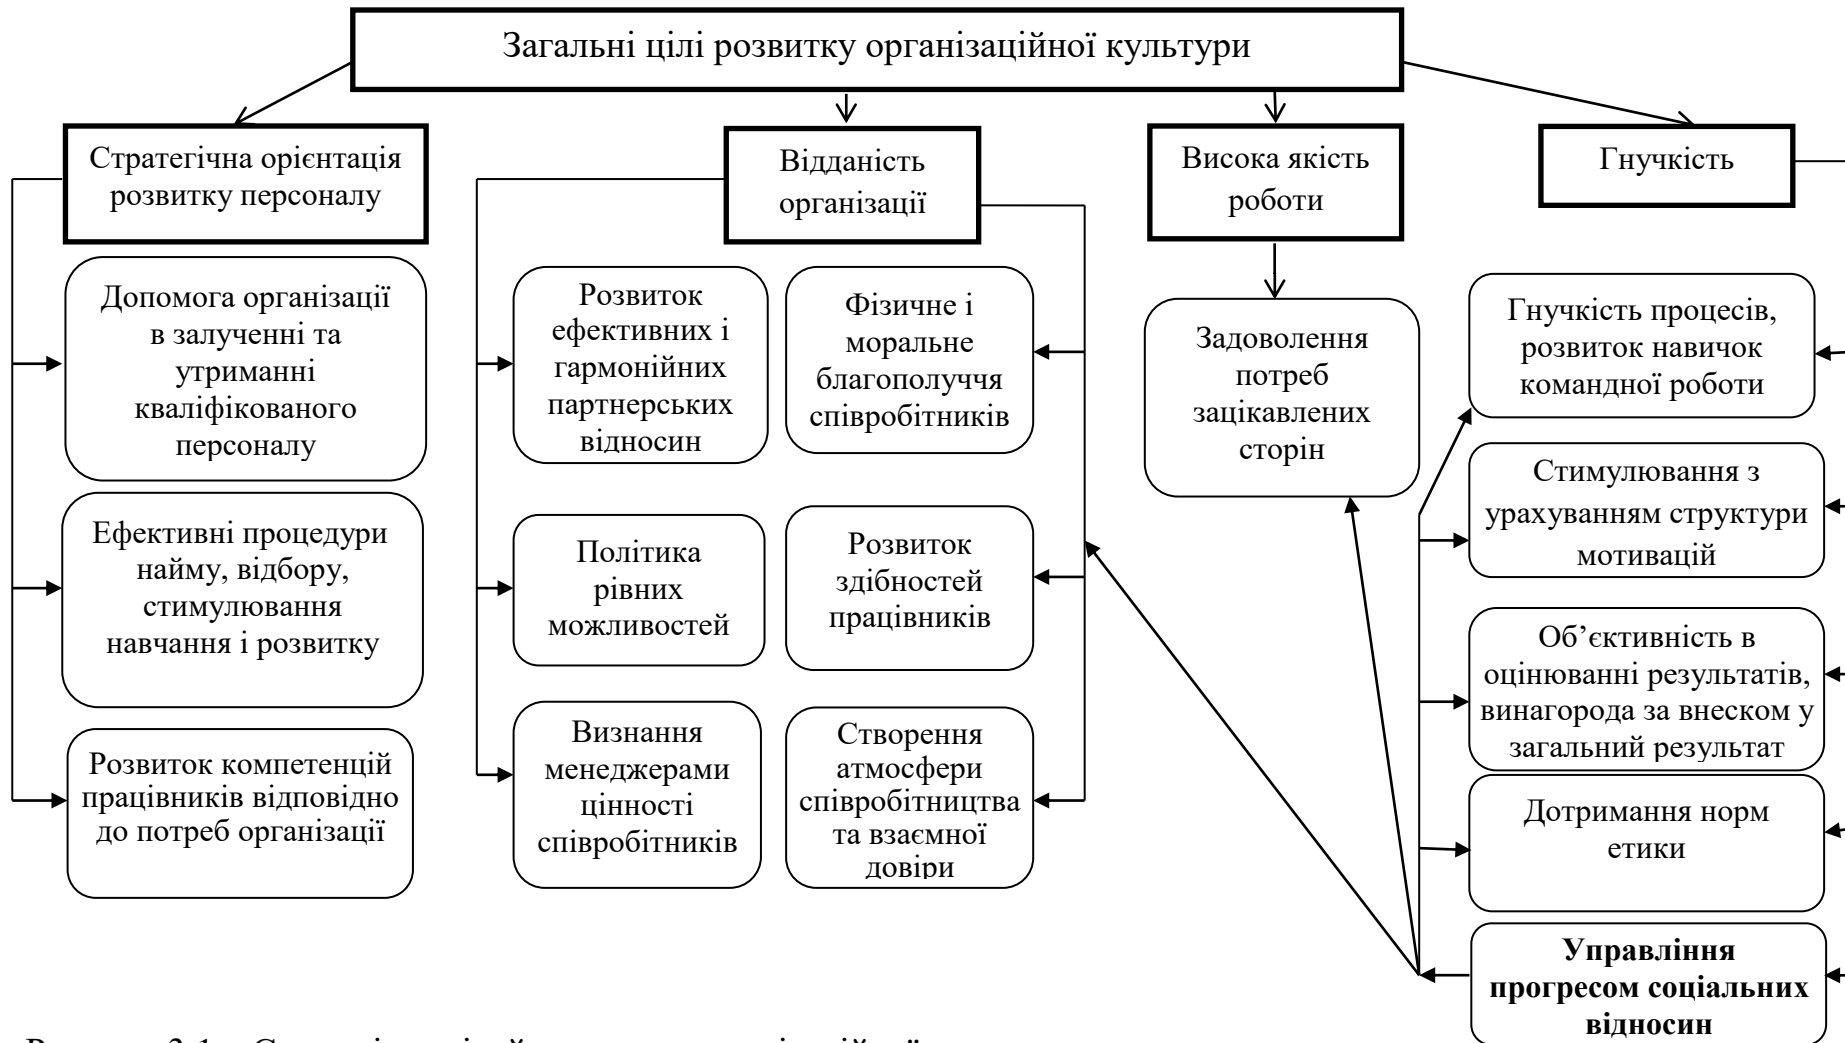 Загальні цілі розвитку організаційної культури
Стратегічна орієнтація
розвитку персоналу
Відданість
організації
Висока якість
роботи
Гнучкість
Допомога організації
в залученні та
утриманні
кваліфікованого
персоналу
Ефективні процедури
найму, відбору,
стимулювання
навчання і розвитку
Розвиток компетенцій
працівників відповідно
до потреб організації
Розвиток
ефективних і
гармонійних
партнерських
відносин
Політика
рівних
можливостей
Визнання
менеджерами
цінності
співробітників
Фізичне і
моральне
благополуччя
співробітників
Розвиток
здібностей
працівників
Створення
атмосфери
співробітництва
та взаємної
довіри
Задоволення
потреб
зацікавлених
сторін
Гнучкість процесів,
розвиток навичок
командної роботи
Стимулювання з
урахуванням структури
мотивацій
Об’єктивність в
оцінюванні результатів,
винагорода за внеском у
загальний результат
Дотримання норм
етики
Управління
прогресом соціальних
відносин